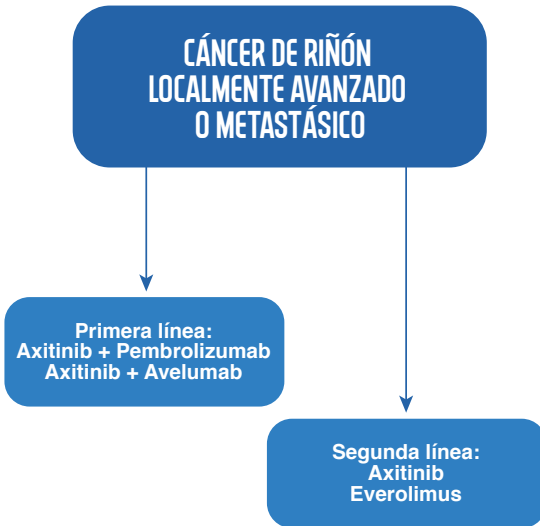 CÁNCER DE RIÑÓN
LOCALMENTE AVANZADO
O METASTÁSICO
Primera línea:
Axitinib + Pembrolizumab
Axitinib + Avelumab
Segunda línea:
Axitinib
Everolimus